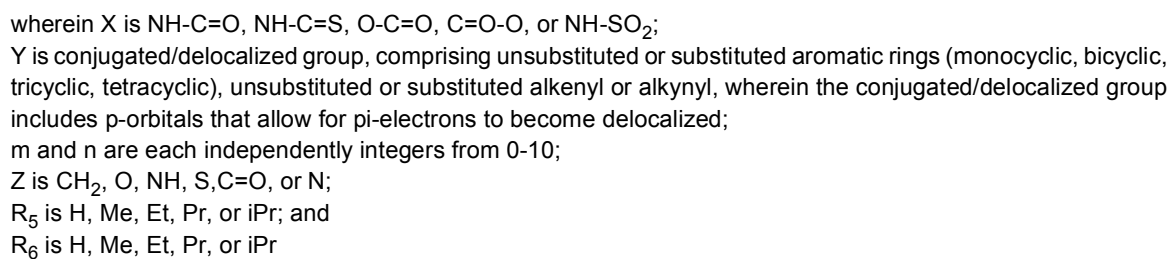 wherein X is NH-C=O, NH-C=S, O-C=O, C=O-O, or NH-SO₂;
Y is conjugated/delocalized group, comprising unsubstituted or substituted aromatic rings (monocyclic, bicyclic,
tricyclic, tetracyclic), unsubstituted or substituted alkenyl or alkynyl, wherein the conjugated/delocalized group
includes p-orbitals that allow for pi-electrons to become delocalized;
m and n are each independently integers from 0-10;
Z is CH₂, O, NH, S,C=O, or N;
R₅ is H, Me, Et, Pr, or iPr; and
R₆ is H, Me, Et, Pr, or iPr